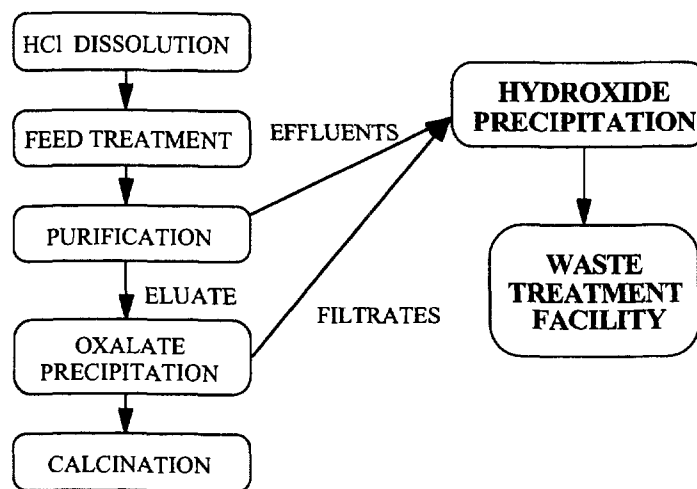 HCl DISSOLUTION
FEED TREATMENT
PURIFICATION
ELUATE
OXALATE
PRECIPITATION
CALCINATION
EFFLUENTS
FILTRATES
HYDROXIDE
PRECIPITATION
WASTE
TREATMENT
FACILITY